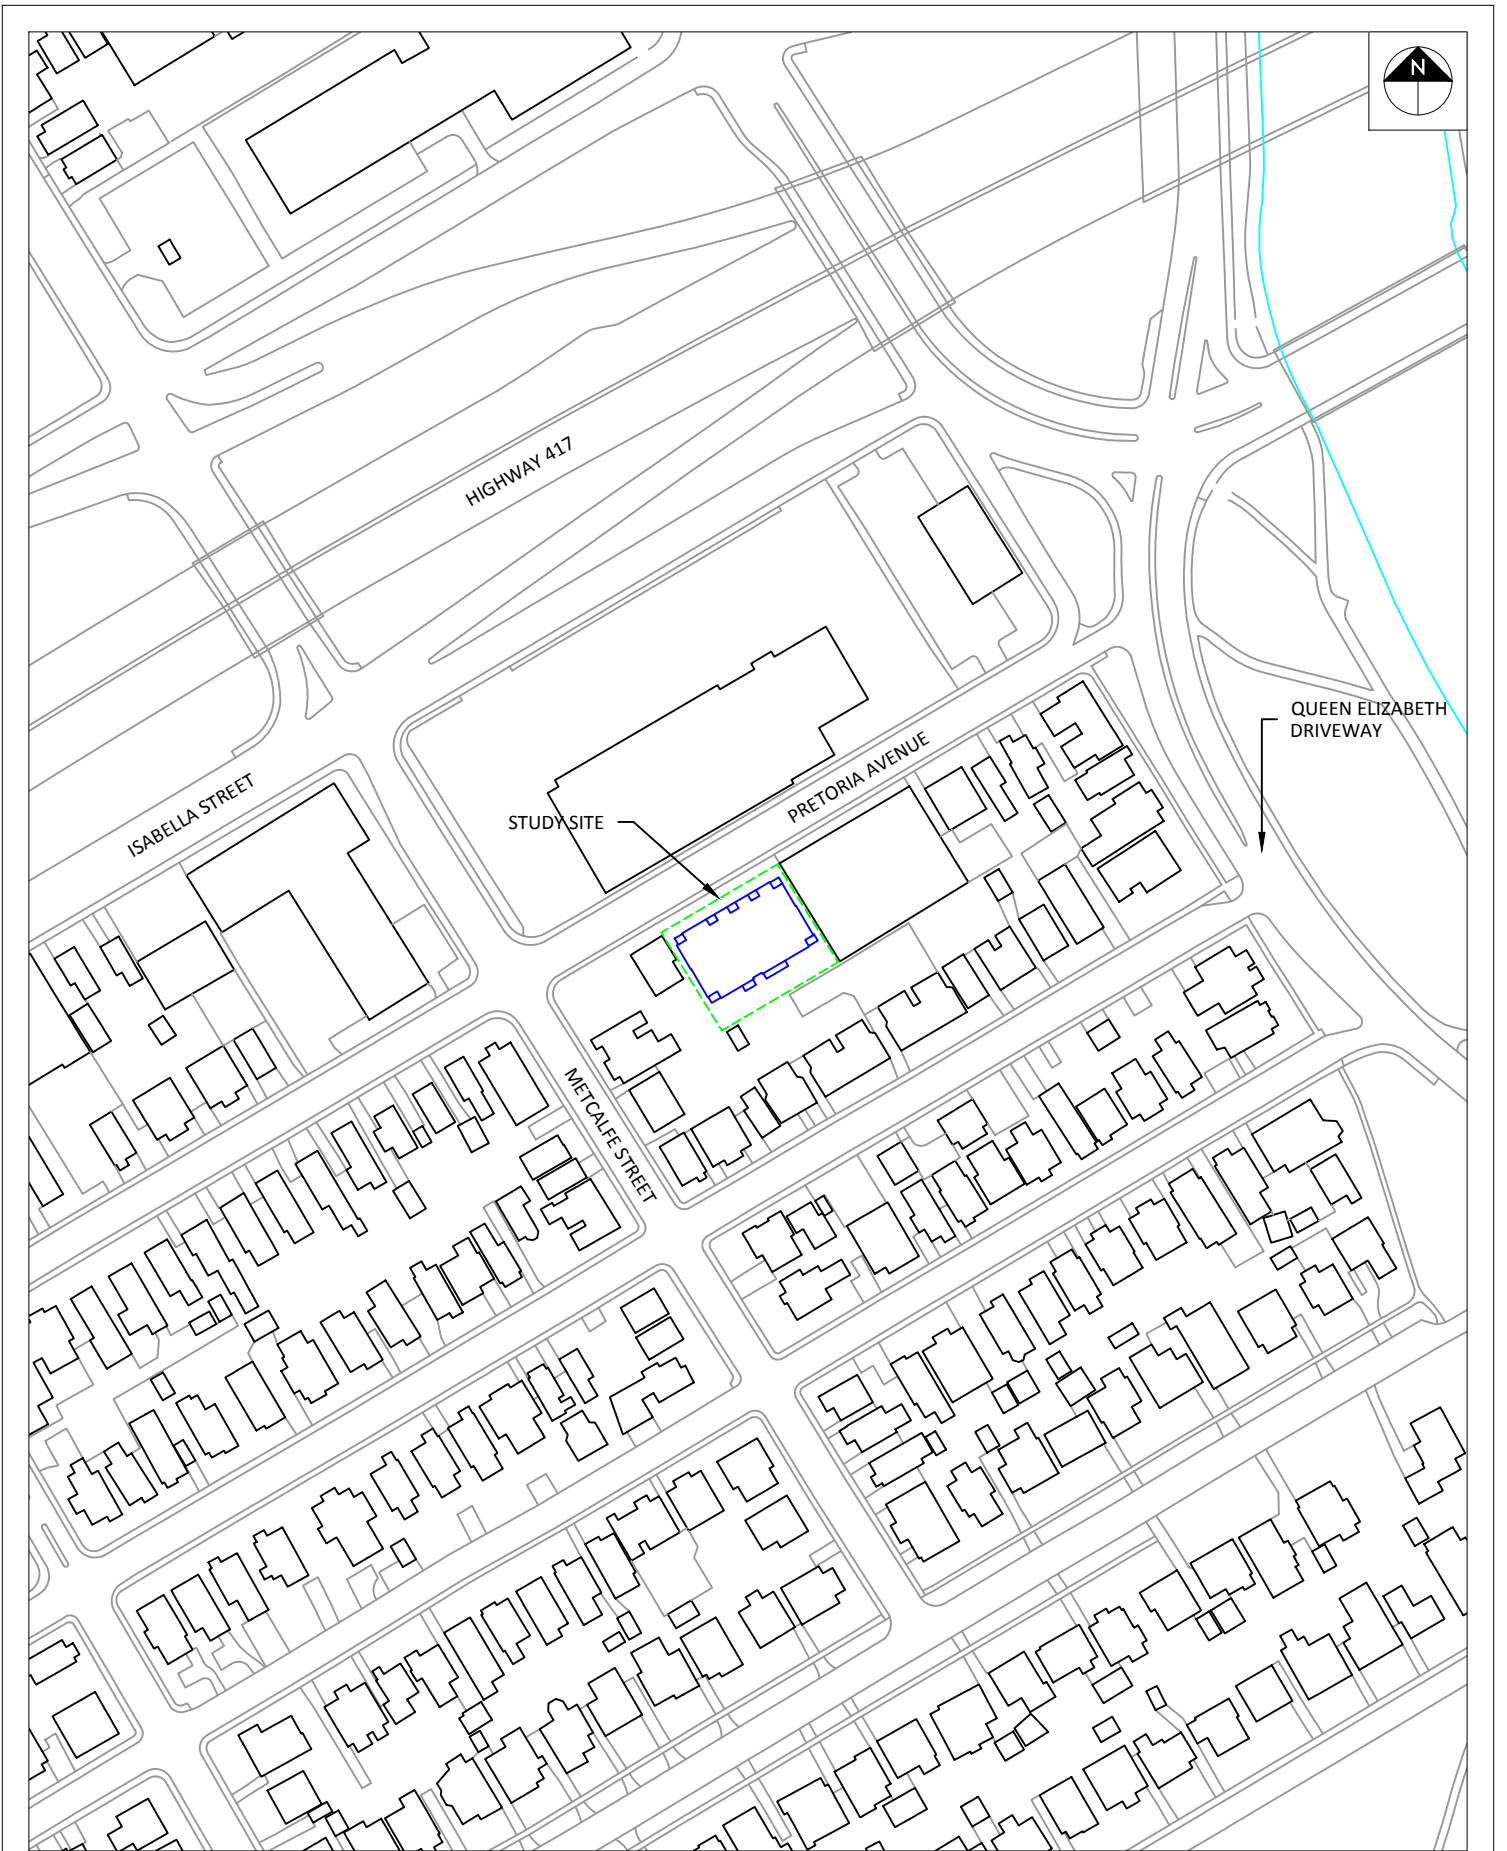 N
HIGHWAY 417
QUEEN ELIZABETH
DRIVEWAY
PRETORIA AVENUE
ISABELLA STREET
STUDY SITE
METCALFE STREET